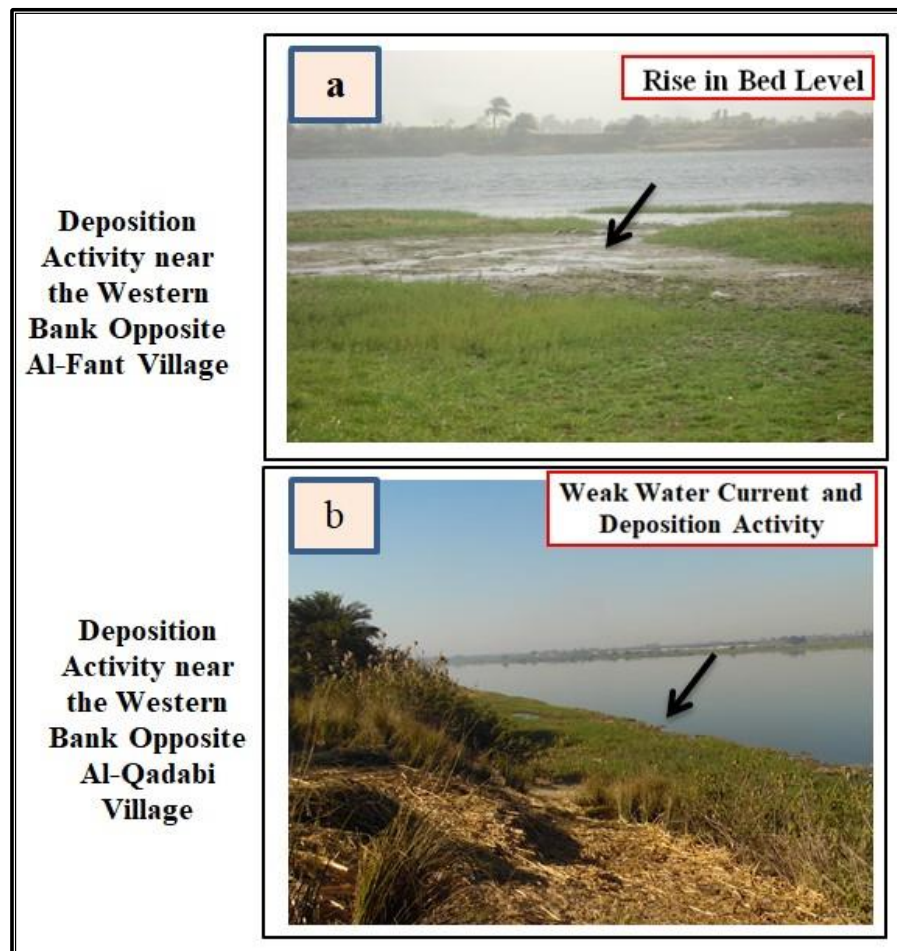 a
Rise in Bed Level
Deposition
Activity near
the Western
Bank Opposite
Al-Fant Village
b
Weak Water Current and
Deposition Activity
Deposition
Activity near
the Western
Bank Opposite
Al-Qadabi
Village